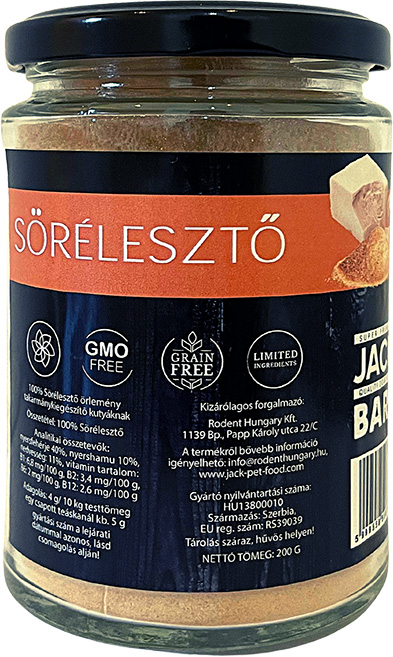 SÖRÉLESZTŐ
GMO
FREE
GRAIN
FREE
LIMITED
INGREDIENTS
100% Sörélesztő őrlemény
takarmánykiegészítő kutyáknak
Összetétel: 100% Sörélesztő
Analitikai összetevők:
nyersfehérje 40%, nyershamu 10%,
nedvesség: 11%, vitamin tartalom:
B1: 6,8 mg/100 g, B2: 3,4 mg/100 g,
B6: 2 mg/100 g, B12: 2,6 mg/100 g
Adagolás: 4 g/ 10 kg testtömeg
egy csapott teáskanál kb. 5 g
Gyártási szám a lejárati
dátummal azonos, lásd
csomagolás alján!
Kizárólagos forgalmazó:
Rodent Hungary Kft.
1139 Bp., Papp Károly utca 22/C
A termékről bővebb információ
igényelhető: info@rodenthungary.hu,
www.jack-pet-food.com
Gyártó nyilvántartási száma:
HU13800010
Származás: Szerbia,
EU reg. szám: RS39039
Tárolás száraz, hűvös helyen!
NETTÓ TÖMEG: 200 G
SUPER
JAC
BAR